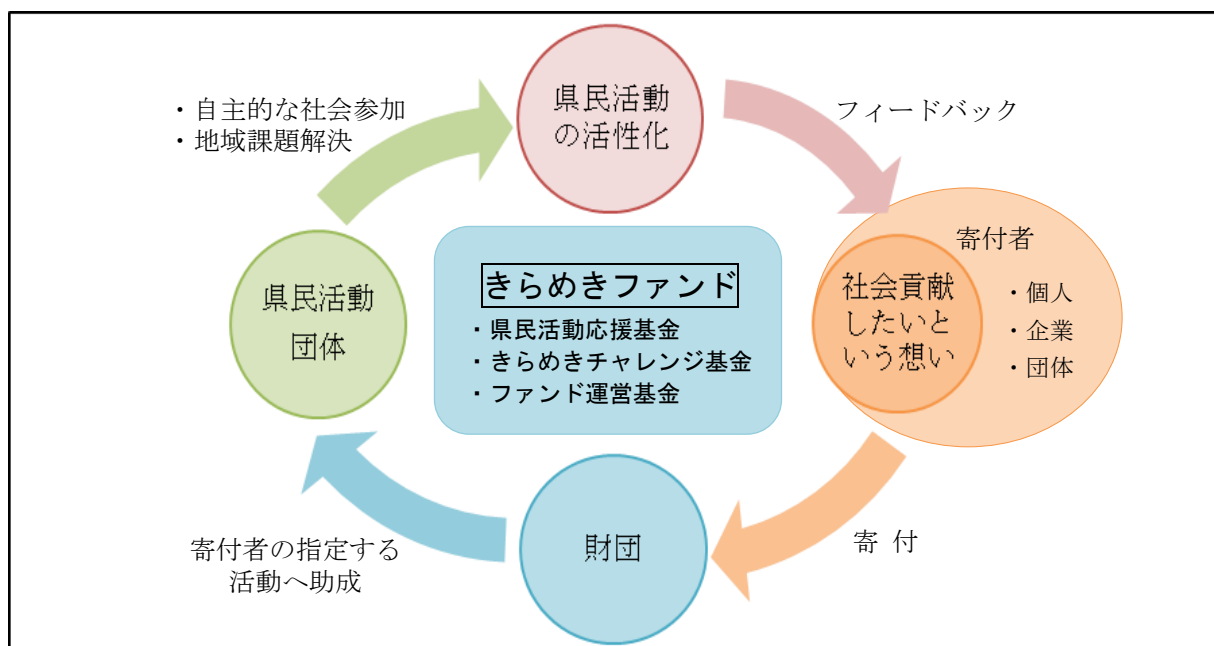 県民活動
の活性化
・自主的な社会参加
・地域課題解決
フィードバック
寄付者
・個人
・企業
・団体
社会貢献
したいと
いう想い
県民活動
団体
きらめきファンド
・県民活動応援基金
・きらめきチャレンジ基金
・ファンド運営基金
寄 付
財団
寄付者の指定する
活動へ助成